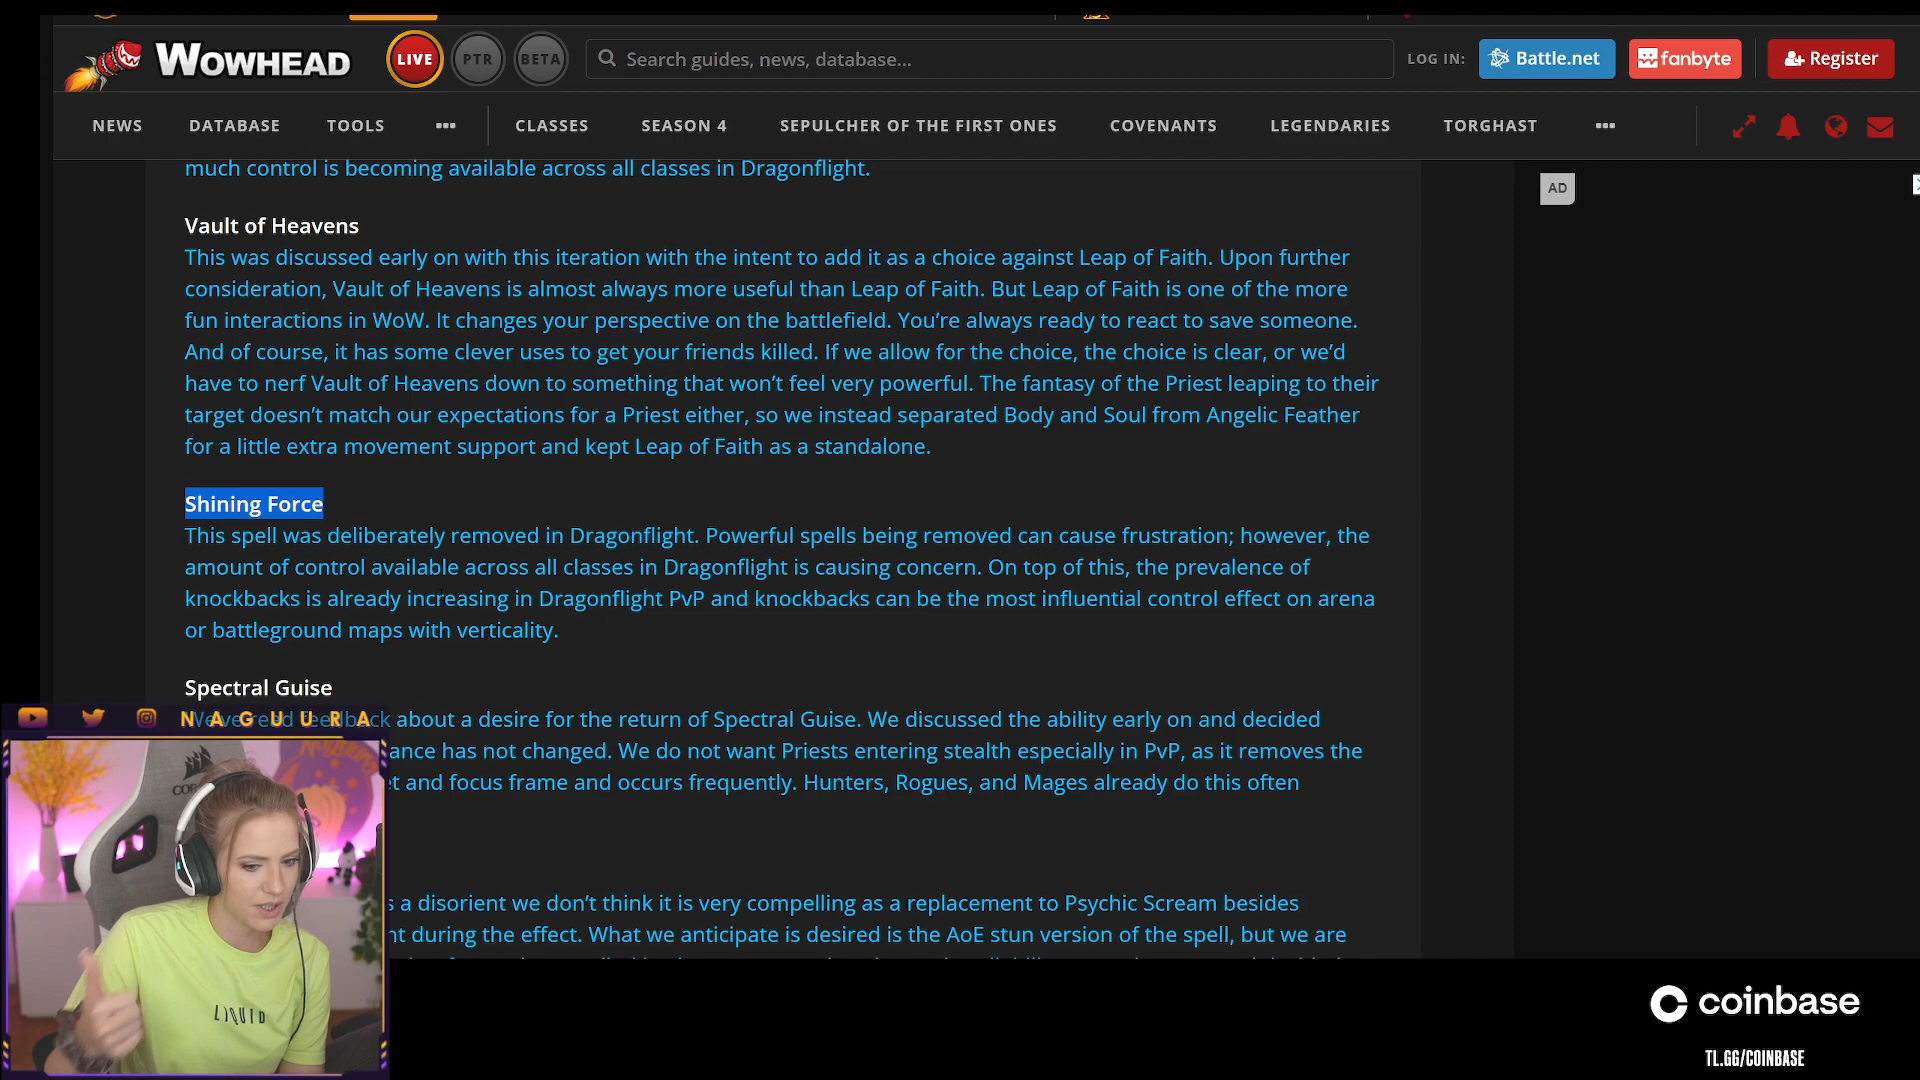 WOWHEAD
LIVE
PTR
BETA
Search guides, news, database...
LOG IN:
Battle.net
fanbyte
Register
NEWS
DATABASE
TOOLS
CLASSES
SEASON 4
SEPULCHER OF THE FIRST ONES
COVENANTS
LEGENDARIES
TORGHAST
much control is becoming available across all classes in Dragonflight.
AD
Vault of Heavens
This was discussed early on with this iteration with the intent to add it as a choice against Leap of Faith. Upon further
consideration, Vault of Heavens is almost always more useful than Leap of Faith. But Leap of Faith is one of the more
fun interactions in WoW. It changes your perspective on the battlefield. You’re always ready to react to save someone.
And of course, it has some clever uses to get your friends killed. If we allow for the choice, the choice is clear, or we’d
have to nerf Vault of Heavens down to something that won’t feel very powerful. The fantasy of the Priest leaping to their
target doesn’t match our expectations for a Priest either, so we instead separated Body and Soul from Angelic Feather
for a little extra movement support and kept Leap of Faith as a standalone.
Shining Force
This spell was deliberately removed in Dragonflight. Powerful spells being removed can cause frustration; however, the
amount of control available across all classes in Dragonflight is causing concern. On top of this, the prevalence of
knockbacks is already increasing in Dragonflight PvP and knockbacks can be the most influential control effect on arena
or battleground maps with verticality.
Spectral Guise
We’ve read feedback about a desire for the return of Spectral Guise. We discussed the ability early on and decided
ance has not changed. We do not want Priests entering stealth especially in PvP, as it removes the
t and focus frame and occurs frequently. Hunters, Rogues, and Mages already do this often
s a disorient we don’t think it is very compelling as a replacement to Psychic Scream besides
nt during the effect. What we anticipate is desired is the AoE stun version of the spell, but we are
NAGUURA
LIQUID
coinbase
TL.GG/COINBASE